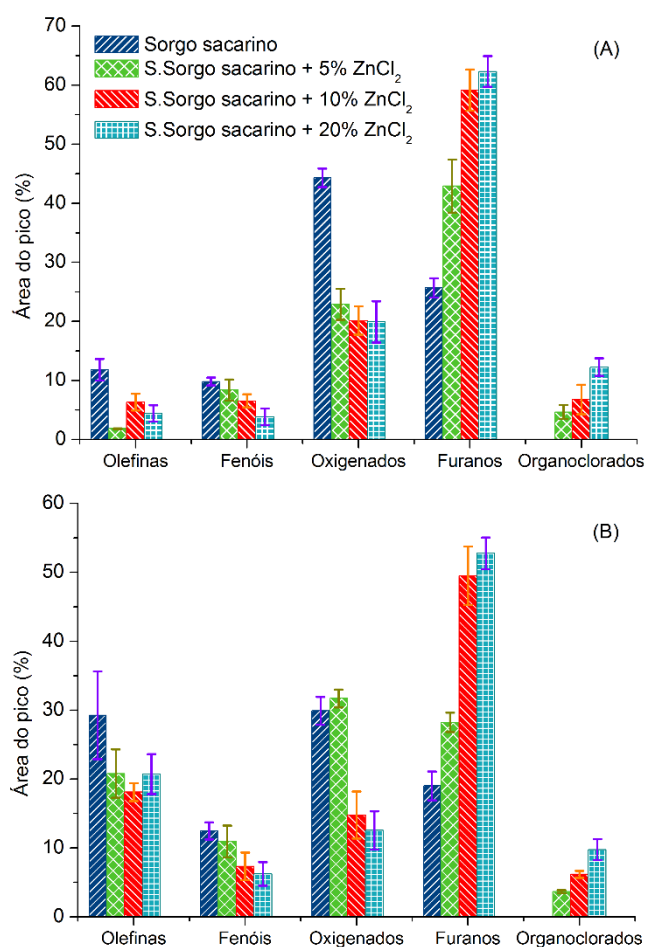 70
60
50
40
30
20
10
0
Área do pico (%)
Sorgo sacarino
S.Sorgo sacarino + 5% ZnCl₂
S.Sorgo sacarino + 10% ZnCl₂
S.Sorgo sacarino + 20% ZnCl₂
(A)
Olefinas Fenóis Oxigenados Furanos Organoclorados
60
50
40
30
20
10
0
Área do pico (%)
(B)
Olefinas Fenóis Oxigenados Furanos Organoclorados